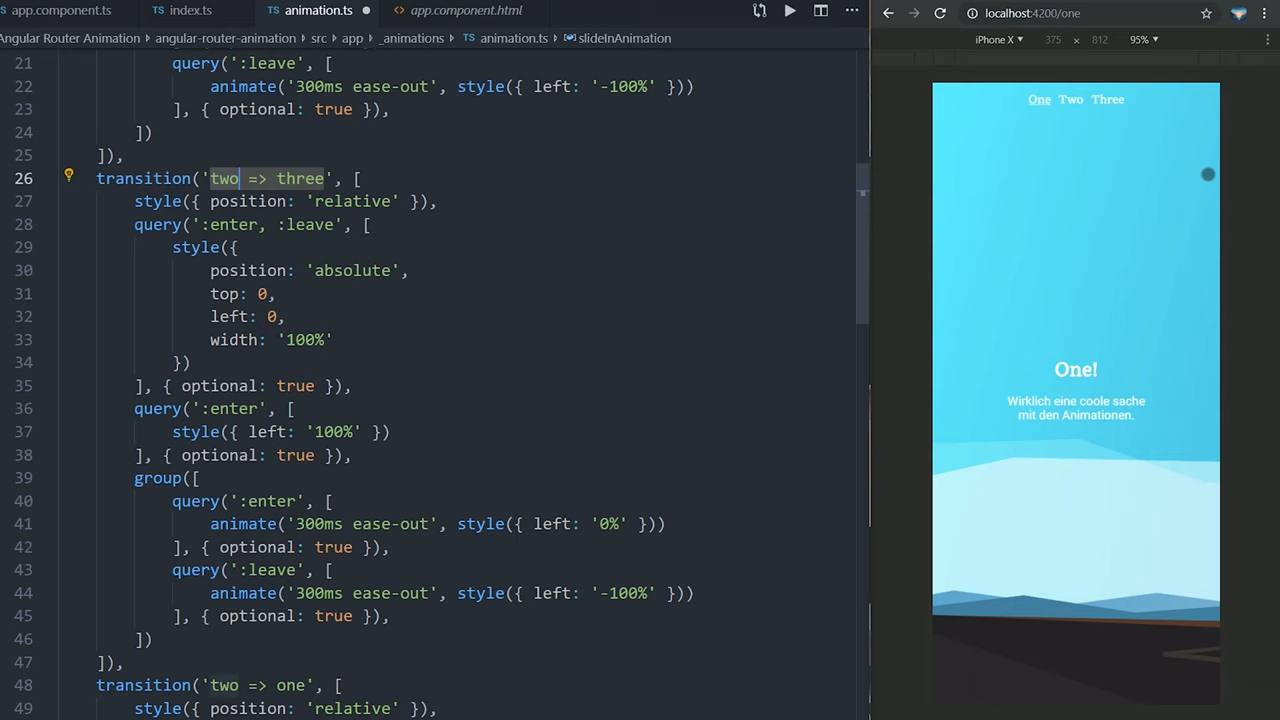 app.component.ts
index.ts
animation.ts
app.component.html
Angular Router Animation > angular-router-animation > src > app > _animations > animation.ts > slideInAnimation
21 query(':leave', [
22 animate('300ms ease-out', style({ left: '-100%' }))
23 ], { optional: true }),
24 ])
25 ]),
26 transition('two => three', [
27 style({ position: 'relative' }),
28 query(':enter, :leave', [
29 style({
30 position: 'absolute',
31 top: 0,
32 left: 0,
33 width: '100%'
34 })
35 ], { optional: true }),
36 query(':enter', [
37 style({ left: '100%' })
38 ], { optional: true }),
39 group([
40 query(':enter', [
41 animate('300ms ease-out', style({ left: '0%' }))
42 ], { optional: true }),
43 query(':leave', [
44 animate('300ms ease-out', style({ left: '-100%' }))
45 ], { optional: true }),
46 ])
47 ]),
48 transition('two => one', [
49 style({ position: 'relative' }),
localhost:4200/one
iPhone X 375 × 812 95%
One Two Three
One!
Wirklich eine coole sache
mit den Animationen.